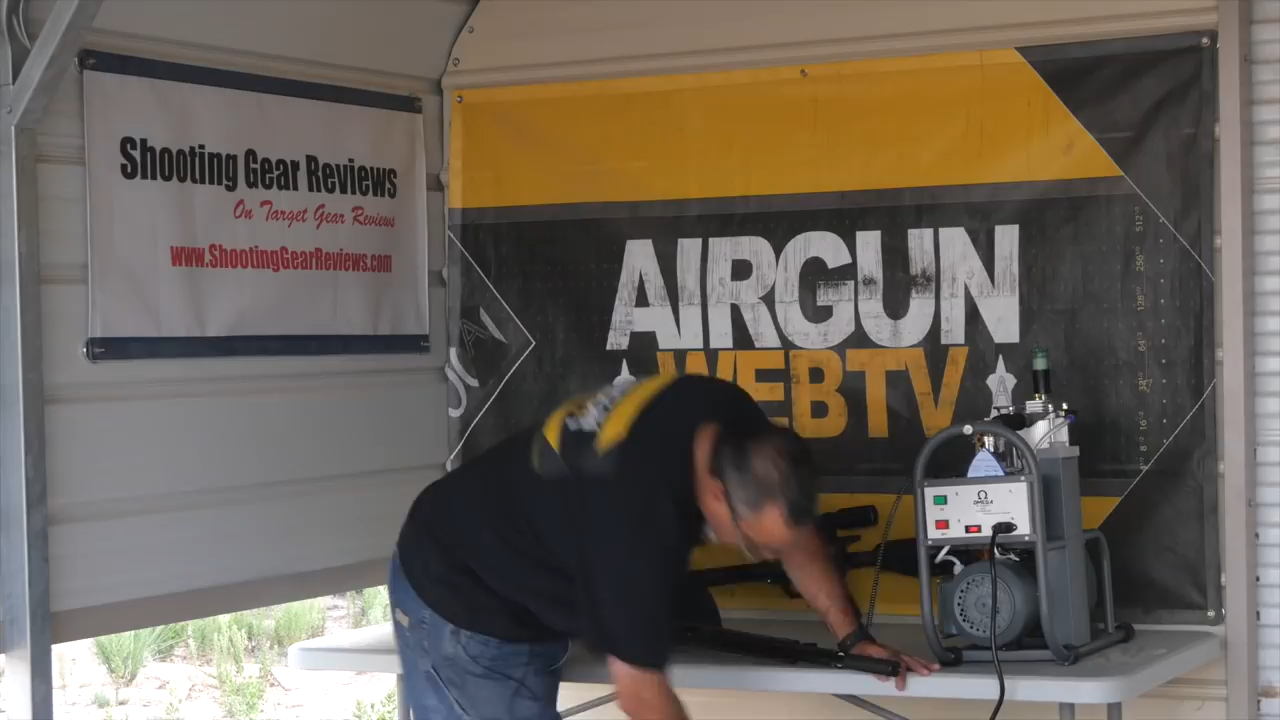 Shooting Gear Reviews
On Target Gear Reviews
www.ShootingGearReviews.com
AIRGUN
WEBTV
OMEGA